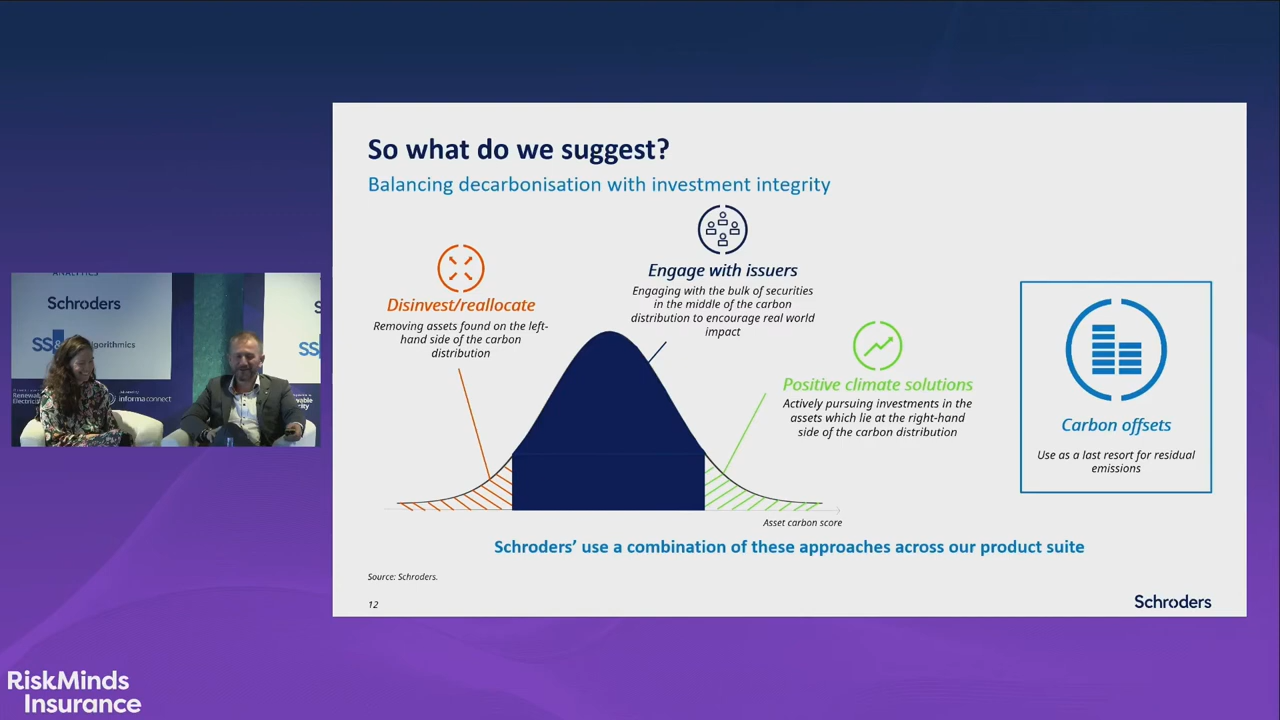 So what do we suggest?
Balancing decarbonisation with investment integrity
Disinvest/reallocate
Removing assets found on the left-
hand side of the carbon
distribution
Engage with issuers
Engaging with the bulk of securities
in the middle of the carbon
distribution to encourage real world
impact
Positive climate solutions
Actively pursuing investments in the
assets which lie at the right-hand
side of the carbon distribution
Carbon offsets
Use as a last resort for residual
emissions
Asset carbon score
Schroders’ use a combination of these approaches across our product suite
Source: Schroders.
12
Schroders
Schroders
informa connect
RiskMinds
Insurance